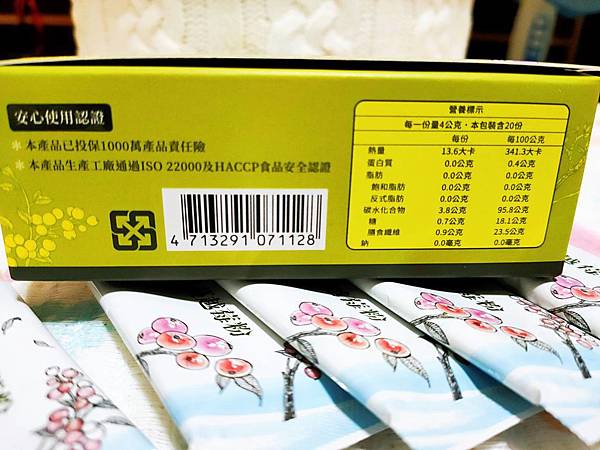 安心使用認證
＊本產品已投保1000萬產品責任險
＊本產品生產工廠通過ISO 22000及HACCP食品安全認證
4 713291 071128
營養標示
每一份量4公克，本包裝含20份
每份 每100公克
熱量 13.6大卡 341.3大卡
蛋白質 0.0公克 0.4公克
脂肪 0.0公克 0.0公克
飽和脂肪 0.0公克 0.0公克
反式脂肪 0.0公克 0.0公克
碳水化合物 3.8公克 95.8公克
糖 0.7公克 18.1公克
膳食纖維 0.9公克 23.5公克
鈉 0.0毫克 0.0毫克
越莓粉
越莓粉